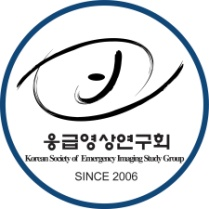 응급영상연구회
Korean Society of Emergency Imaging Study Group
SINCE 2006